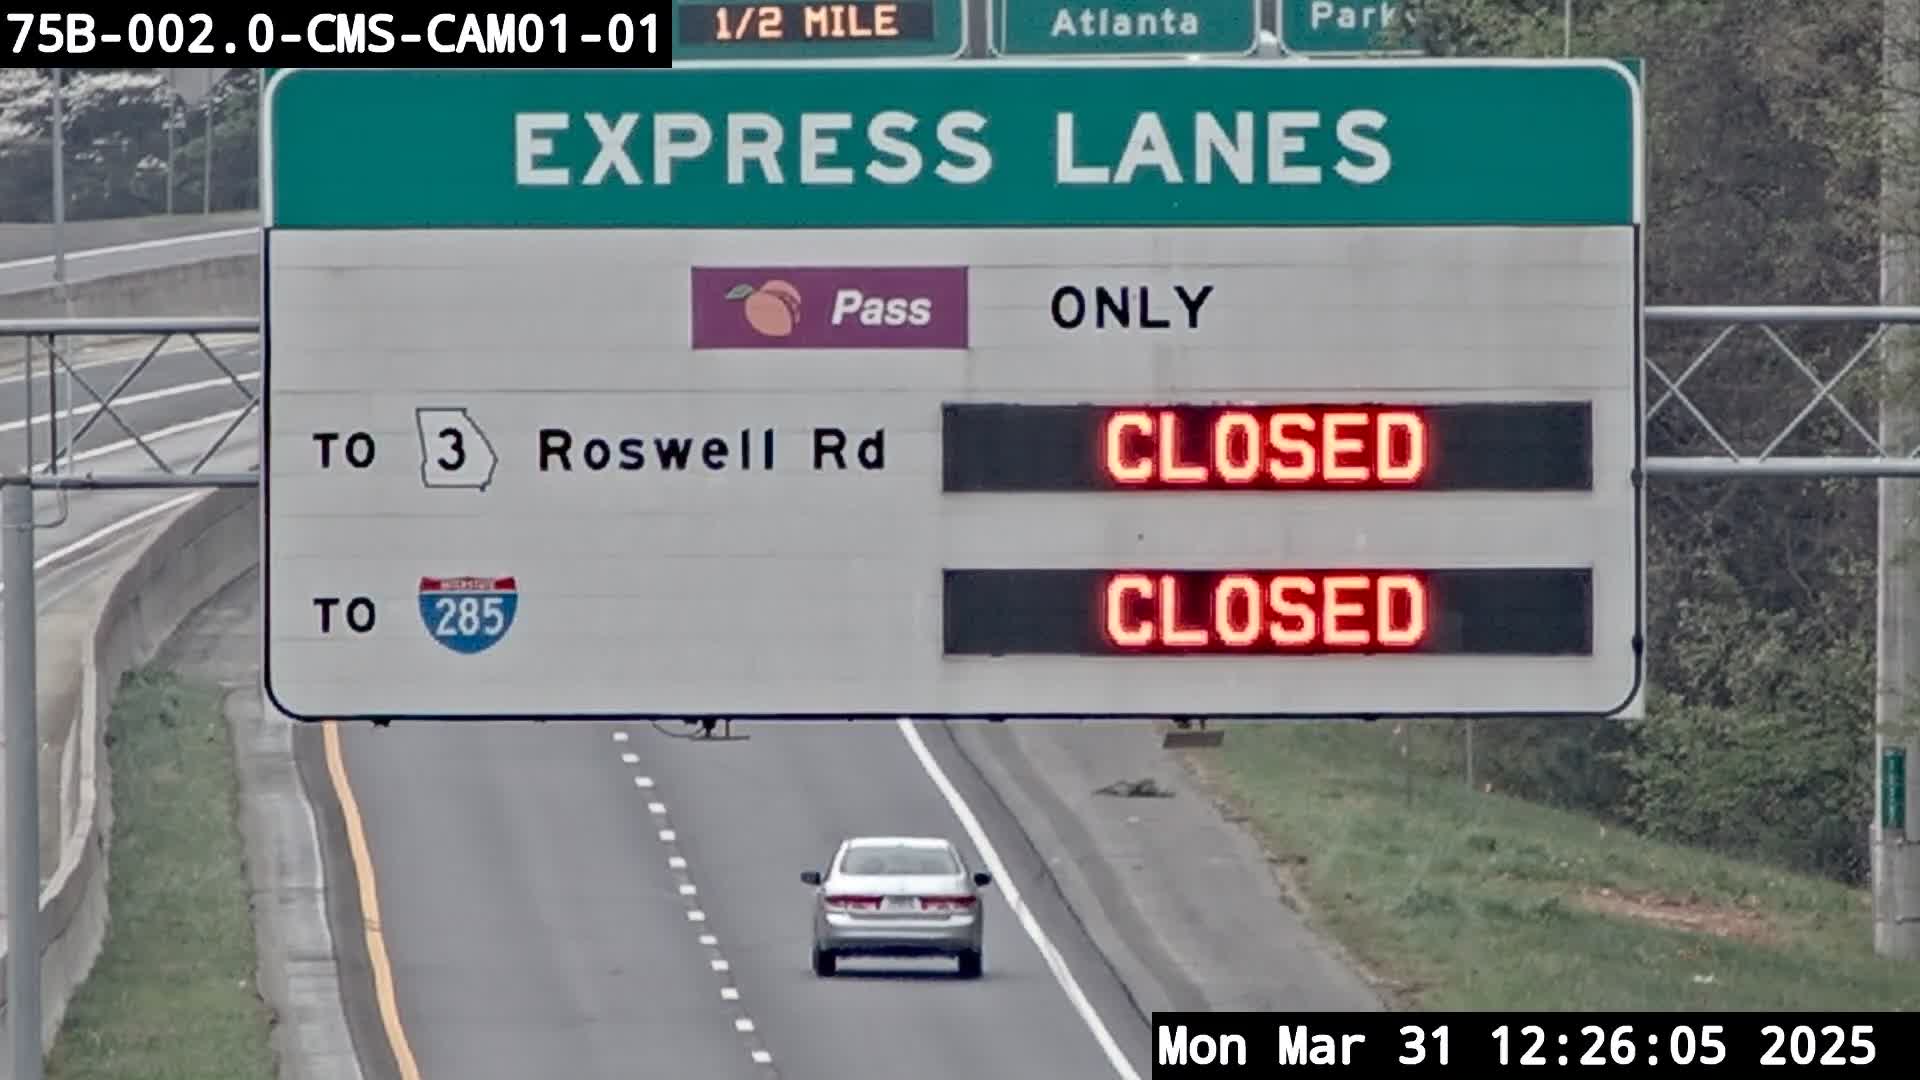 75B-002.0-CMS-CAM01-01
1/2 MILE
Atlanta
Park
EXPRESS LANES
Pass ONLY
TO 3 Roswell Rd CLOSED
TO 285 CLOSED
Mon Mar 31 12:26:05 2025